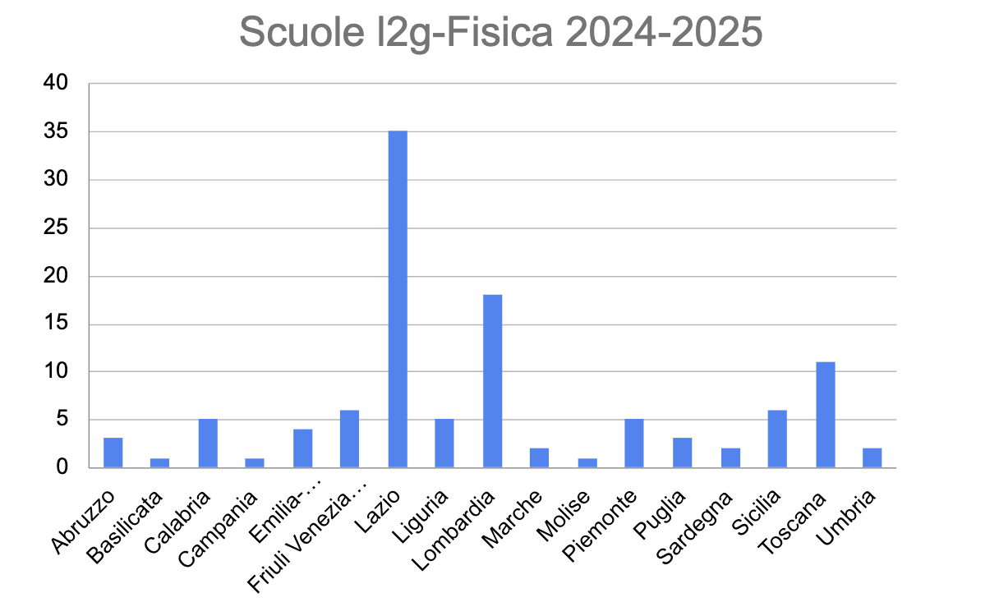 Scuole l2g-Fisica 2024-2025
40
35
30
25
20
15
10
5
0
Abruzzo
Basilicata
Calabria
Campania
Emilia-...
Friuli Venezia...
Lazio
Liguria
Lombardia
Marche
Molise
Piemonte
Puglia
Sardegna
Sicilia
Toscana
Umbria